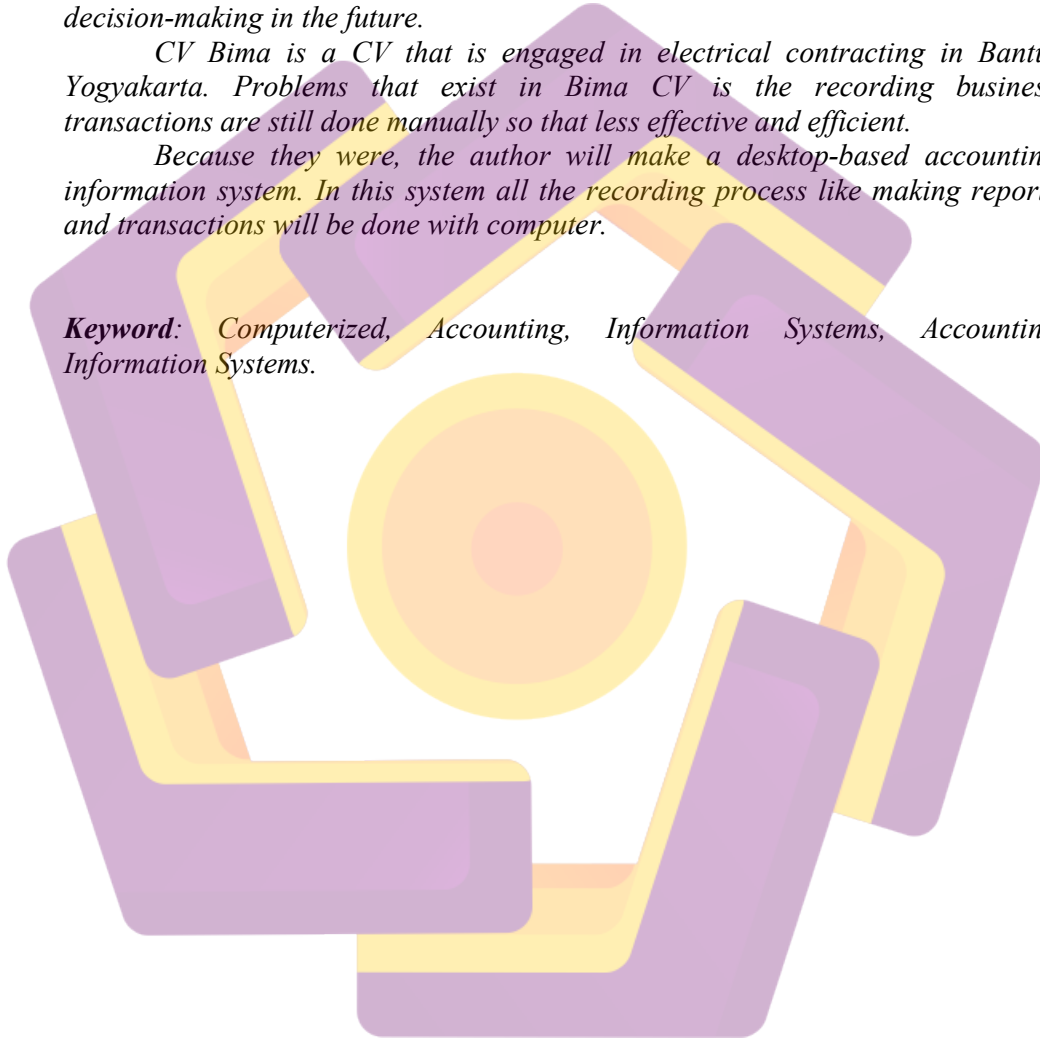 decision-making in the future.
CV Bima is a CV that is engaged in electrical contracting in Bantu
Yogyakarta. Problems that exist in Bima CV is the recording busines
transactions are still done manually so that less effective and efficient.
Because they were, the author will make a desktop-based accountin
information system. In this system all the recording process like making repor
and transactions will be done with computer.
Keyword: Computerized, Accounting, Information Systems, Accountin
Information Systems.